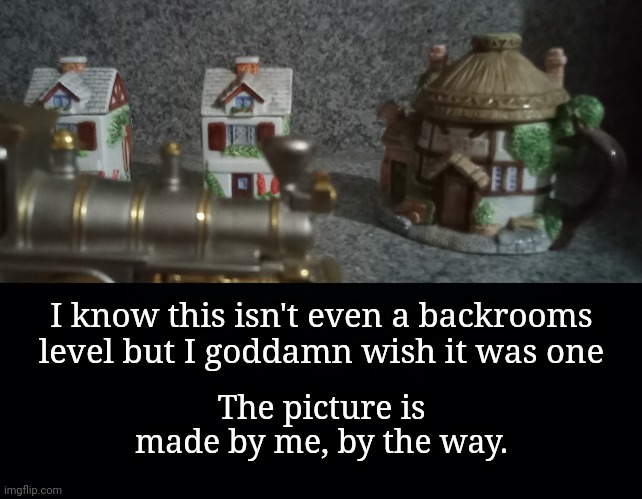 I know this isn't even a backrooms
level but I goddamn wish it was one
The picture is
made by me, by the way.
imgflip.com